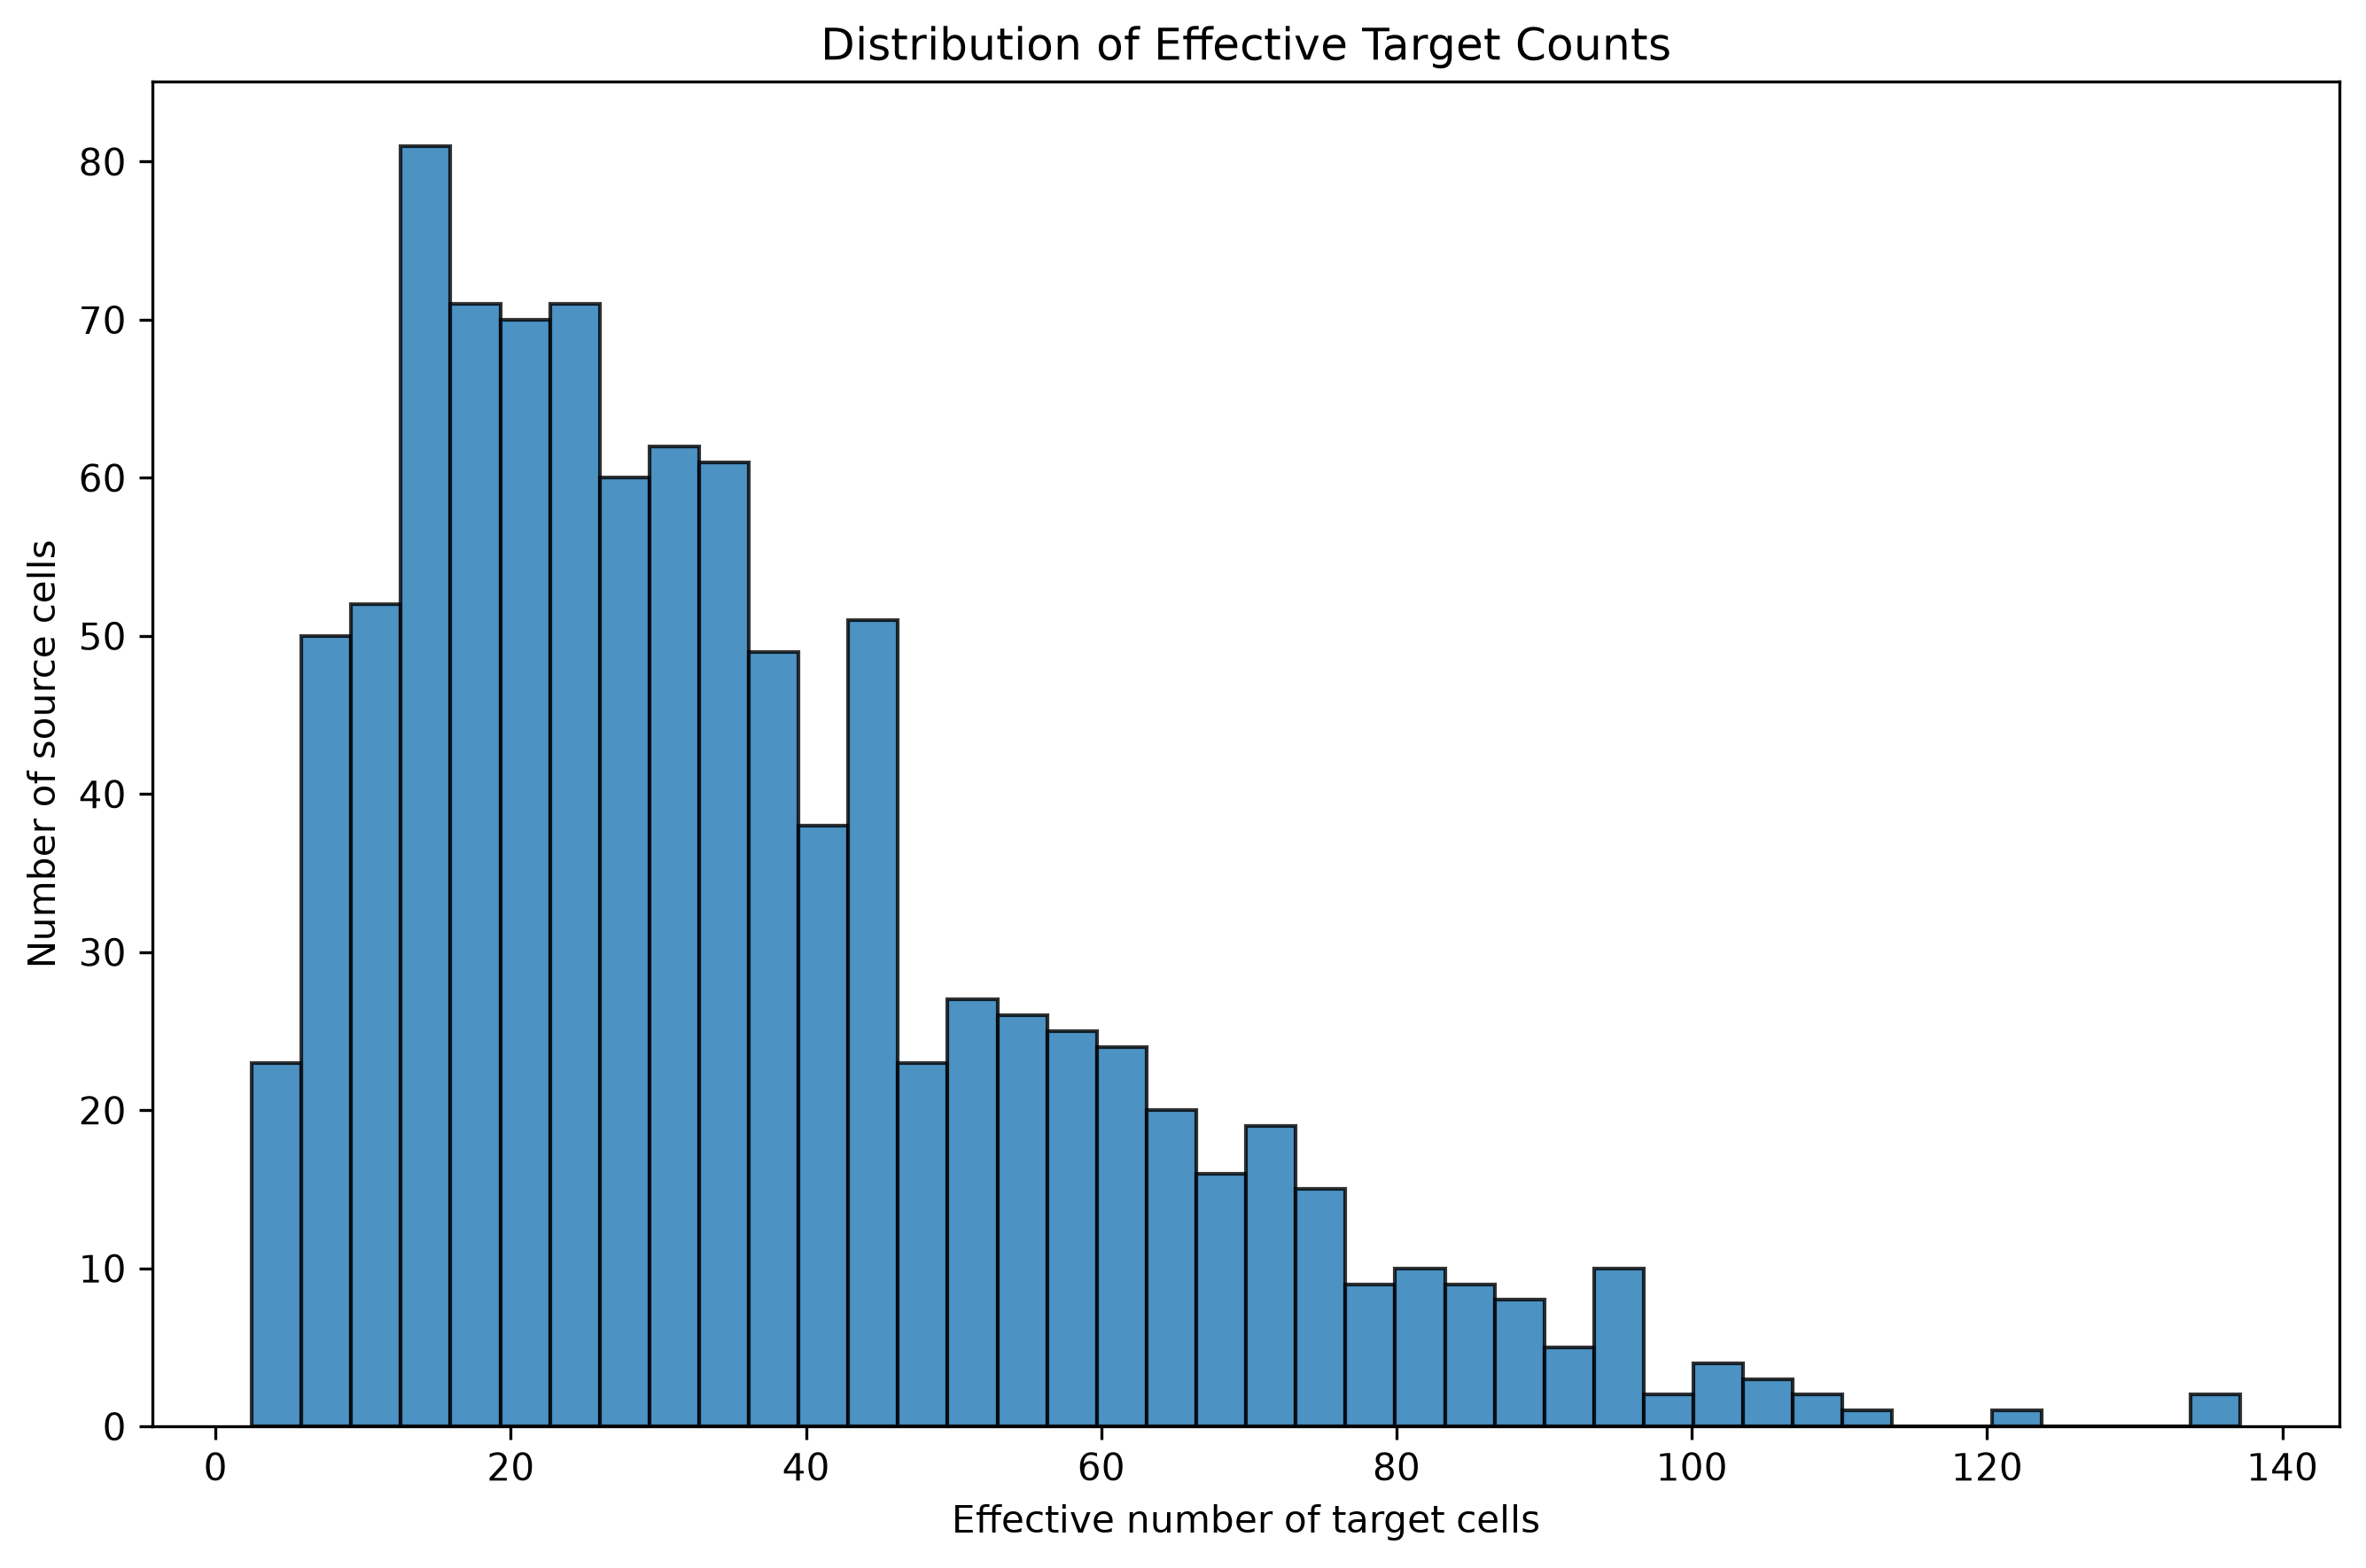 Distribution of Effective Target Counts
Number of source cells
80
70
60
50
40
30
20
10
0
0 20 40 60 80 100 120 140
Effective number of target cells